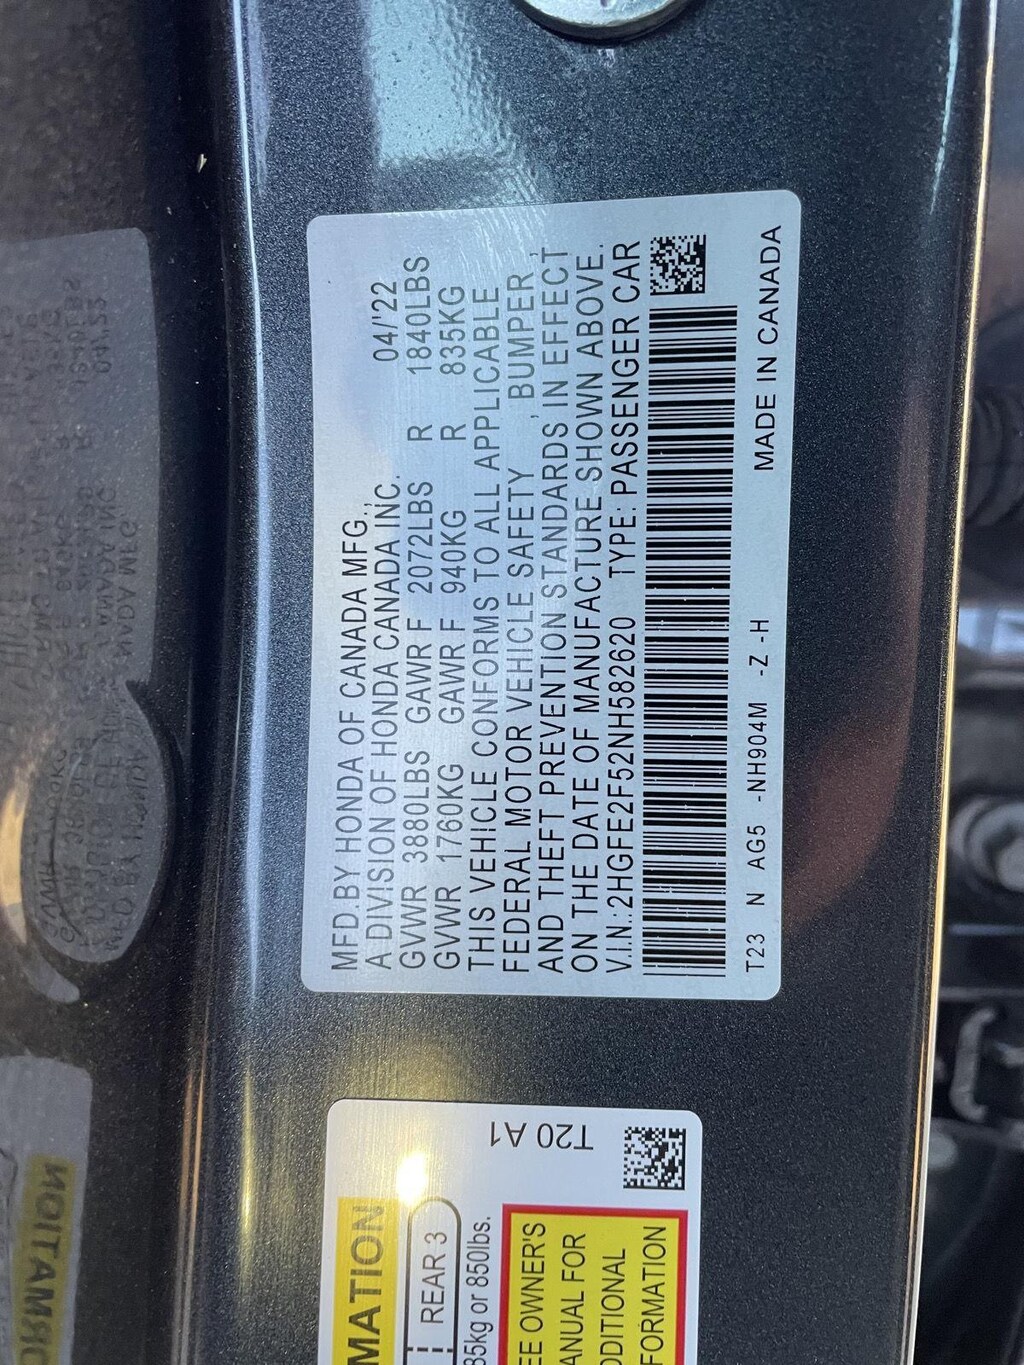 MFD.BY HONDA OF CANADA MFG.,
A DIVISION OF HONDA CANADA INC. 04/'22
GVWR 3880LBS GAWR F 2072LBS R 1840LBS
GVWR 1760KG GAWR F 940KG R 835KG
THIS VEHICLE CONFORMS TO ALL APPLICABLE
FEDERAL MOTOR VEHICLE SAFETY , BUMPER,
AND THEFT PREVENTION STANDARDS IN EFFECT
ON THE DATE OF MANUFACTURE SHOWN ABOVE.
V.I.N.:2HGFE2F52NH582620 TYPE: PASSENGER CAR
T23 N AG5 -NH904M -Z -H
MADE IN CANADA
T20 A1
MATION
REAR 3
85kg or 850lbs.
EE OWNER'S
ANUAL FOR
DDITIONAL
FORMATION